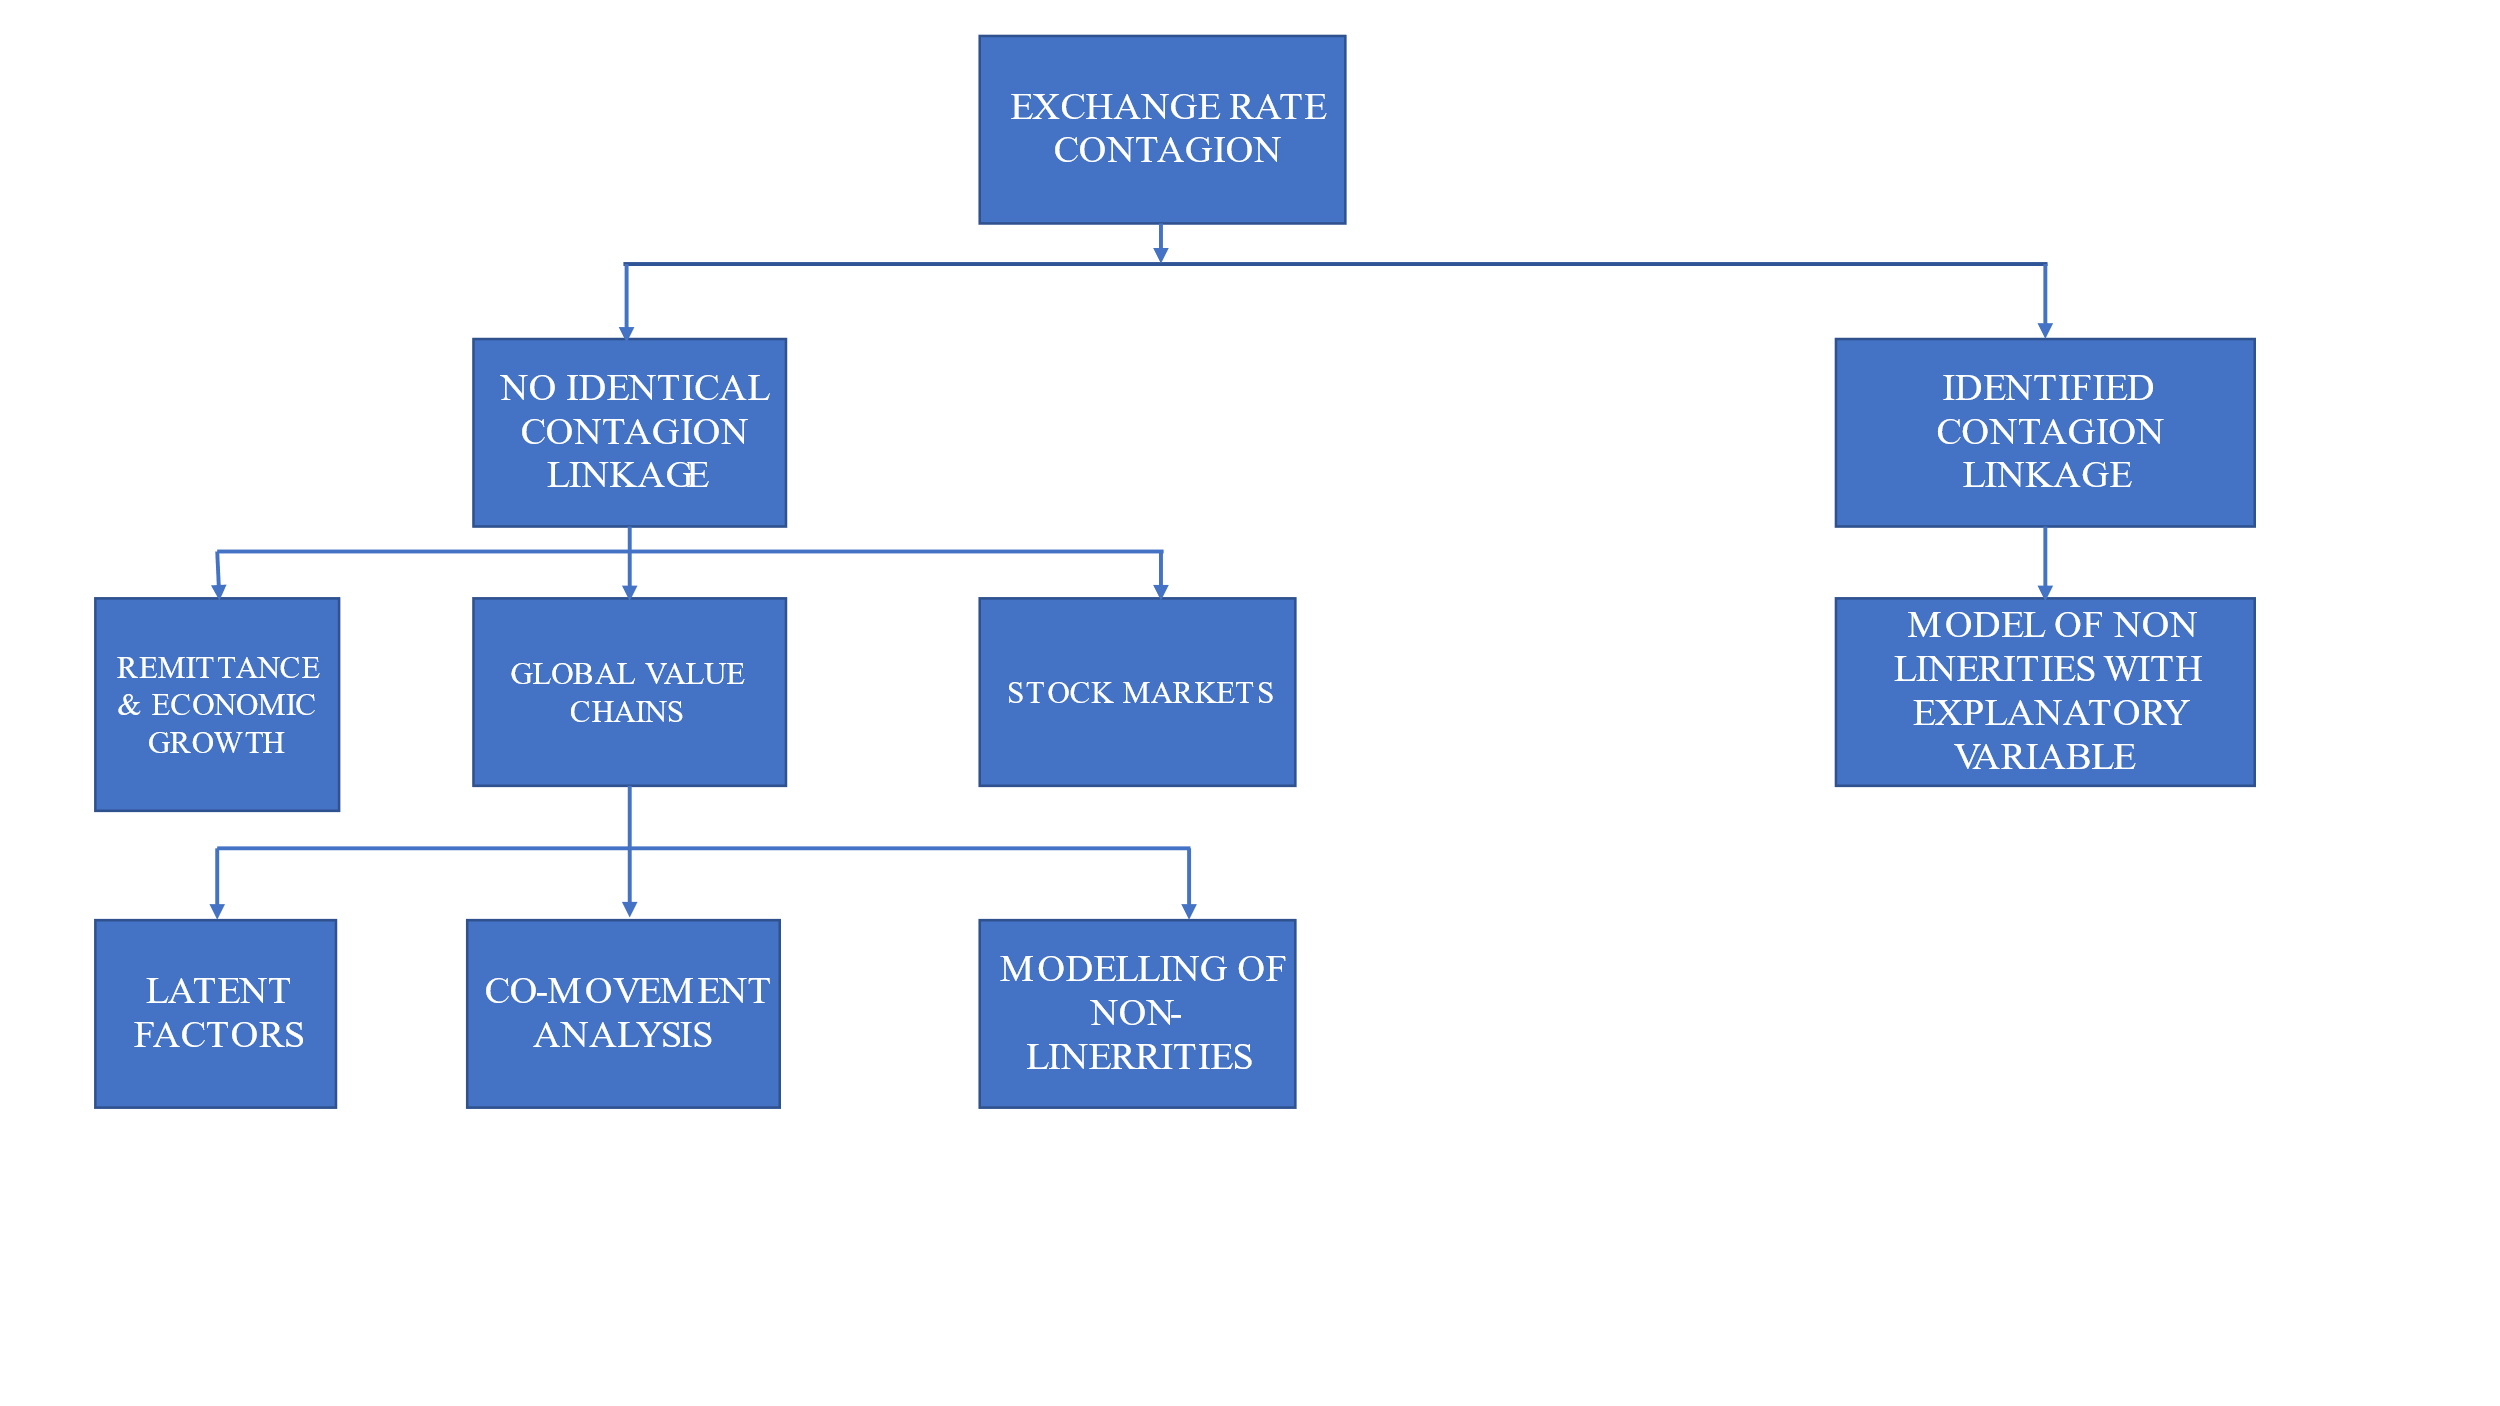 EXCHANGE RATE
CONTAGION
NO IDENTICAL
CONTAGION
LINKAGE
IDENTIFIED
CONTAGION
LINKAGE
REMITTANCE
& ECONOMIC
GROWTH
GLOBAL VALUE
CHAINS
STOCK MARKETS
MODEL OF NON
LINERITIES WITH
EXPLANATORY
VARIABLE
LATENT
FACTORS
CO-MOVEMENT
ANALYSIS
MODELLING OF
NON-
LINERRITIES